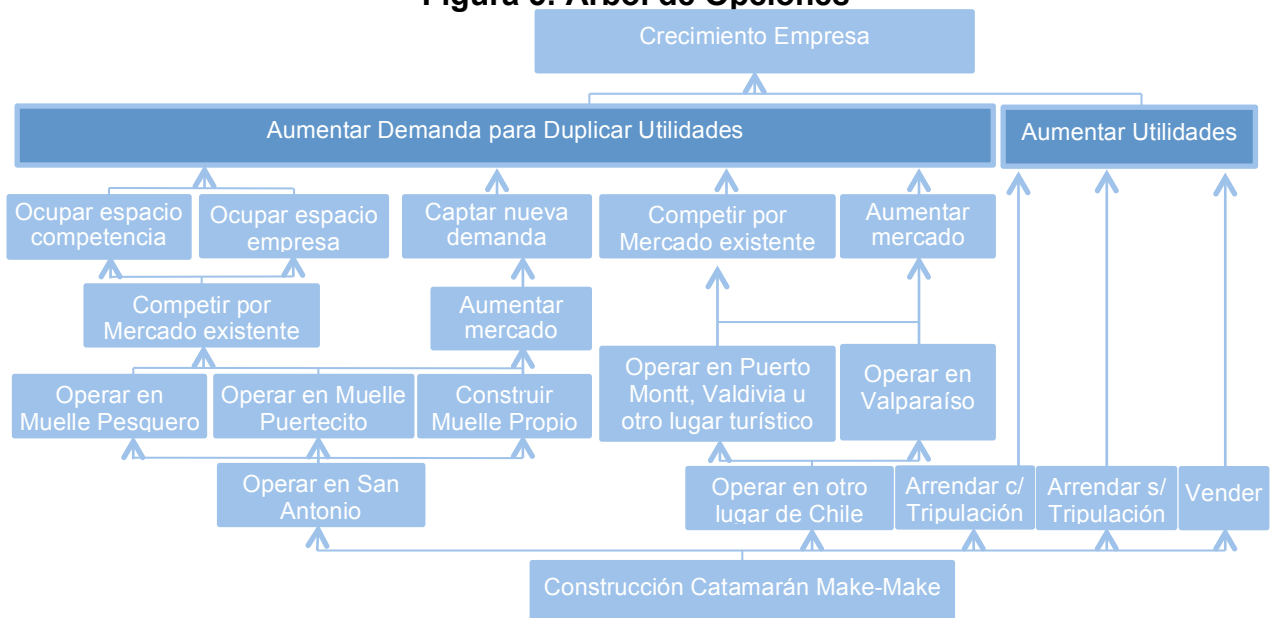 Figura 5: Árbol de Opciones
Crecimiento Empresa
Aumentar Demanda para Duplicar Utilidades
Aumentar Utilidades
Ocupar espacio
competencia
Ocupar espacio
empresa
Captar nueva
demanda
Competir por
Mercado existente
Aumentar
mercado
Competir por
Mercado existente
Aumentar
mercado
Operar en
Muelle Pesquero
Operar en Muelle
Puertecito
Construir
Muelle Propio
Operar en Puerto
Montt, Valdivia u
otro lugar turístico
Operar en
Valparaíso
Operar en San
Antonio
Operar en otro
lugar de Chile
Arrendar c/
Tripulación
Arrendar s/
Tripulación
Vender
Construcción Catamarán Make-Make